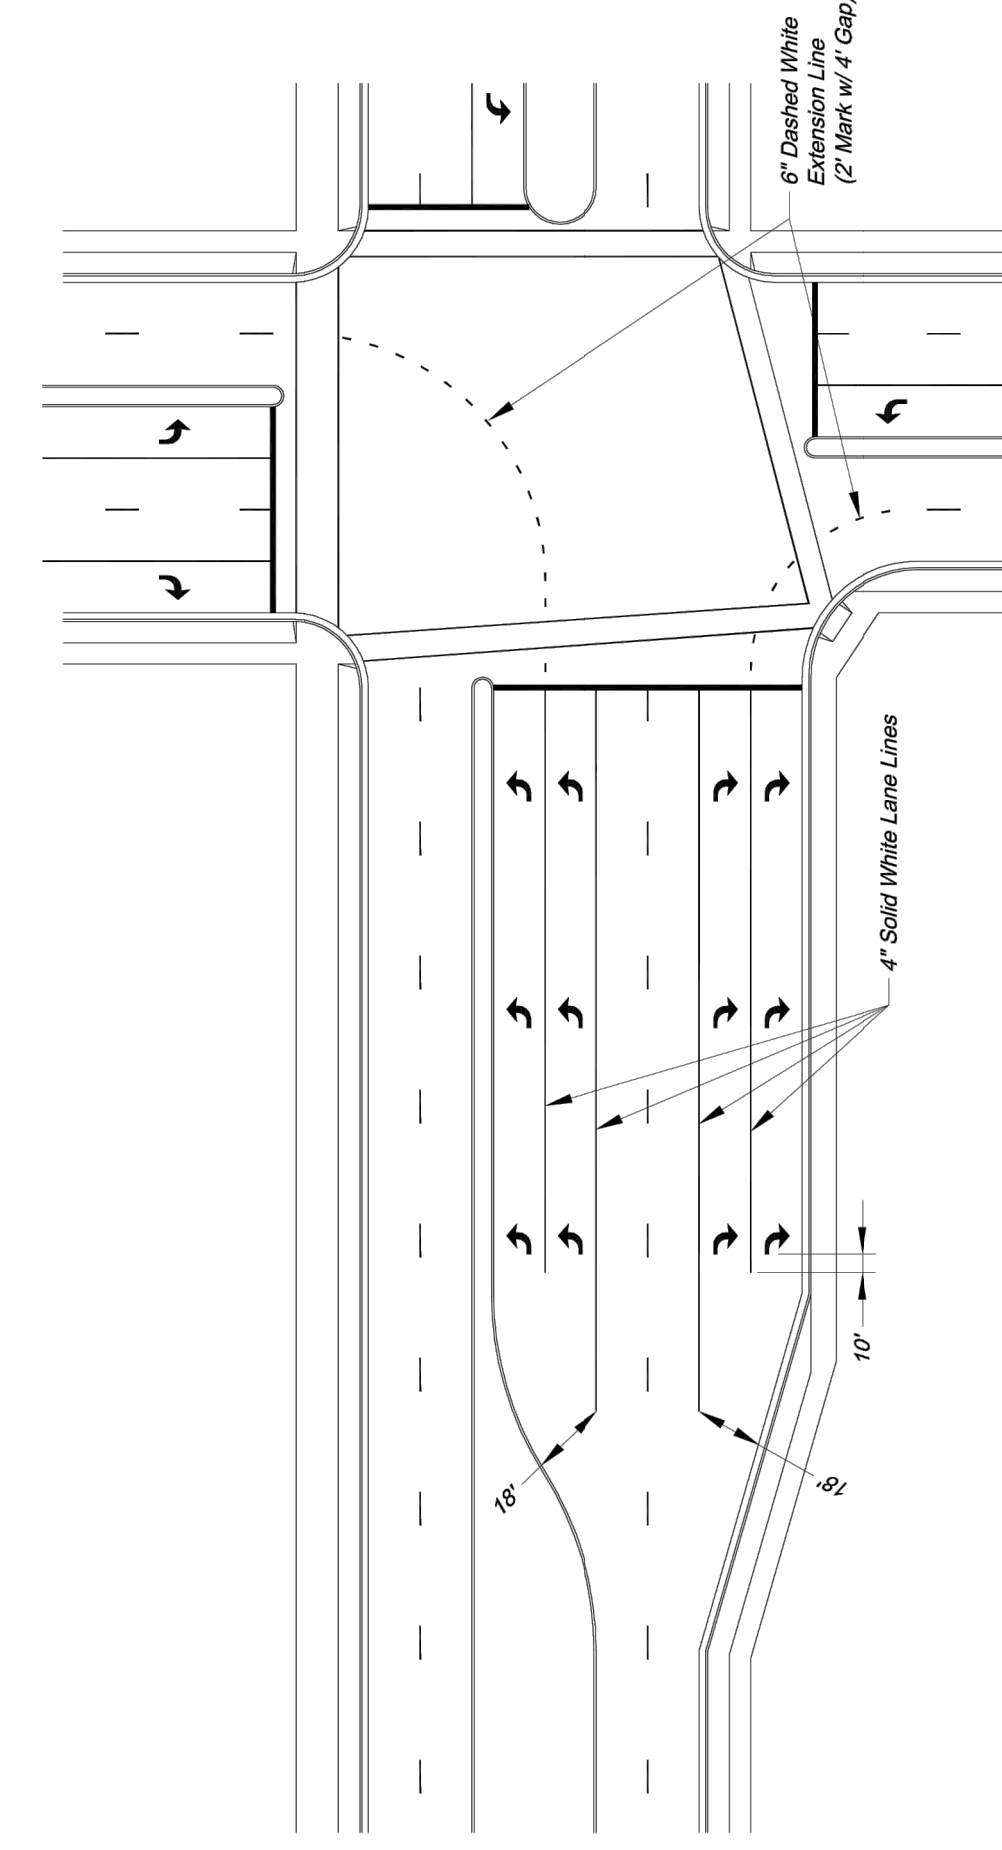 6" Dashed White
Extension Line
(2' Mark w/ 4' Gap)
4" Solid White Lane Lines
10'
18'
18'